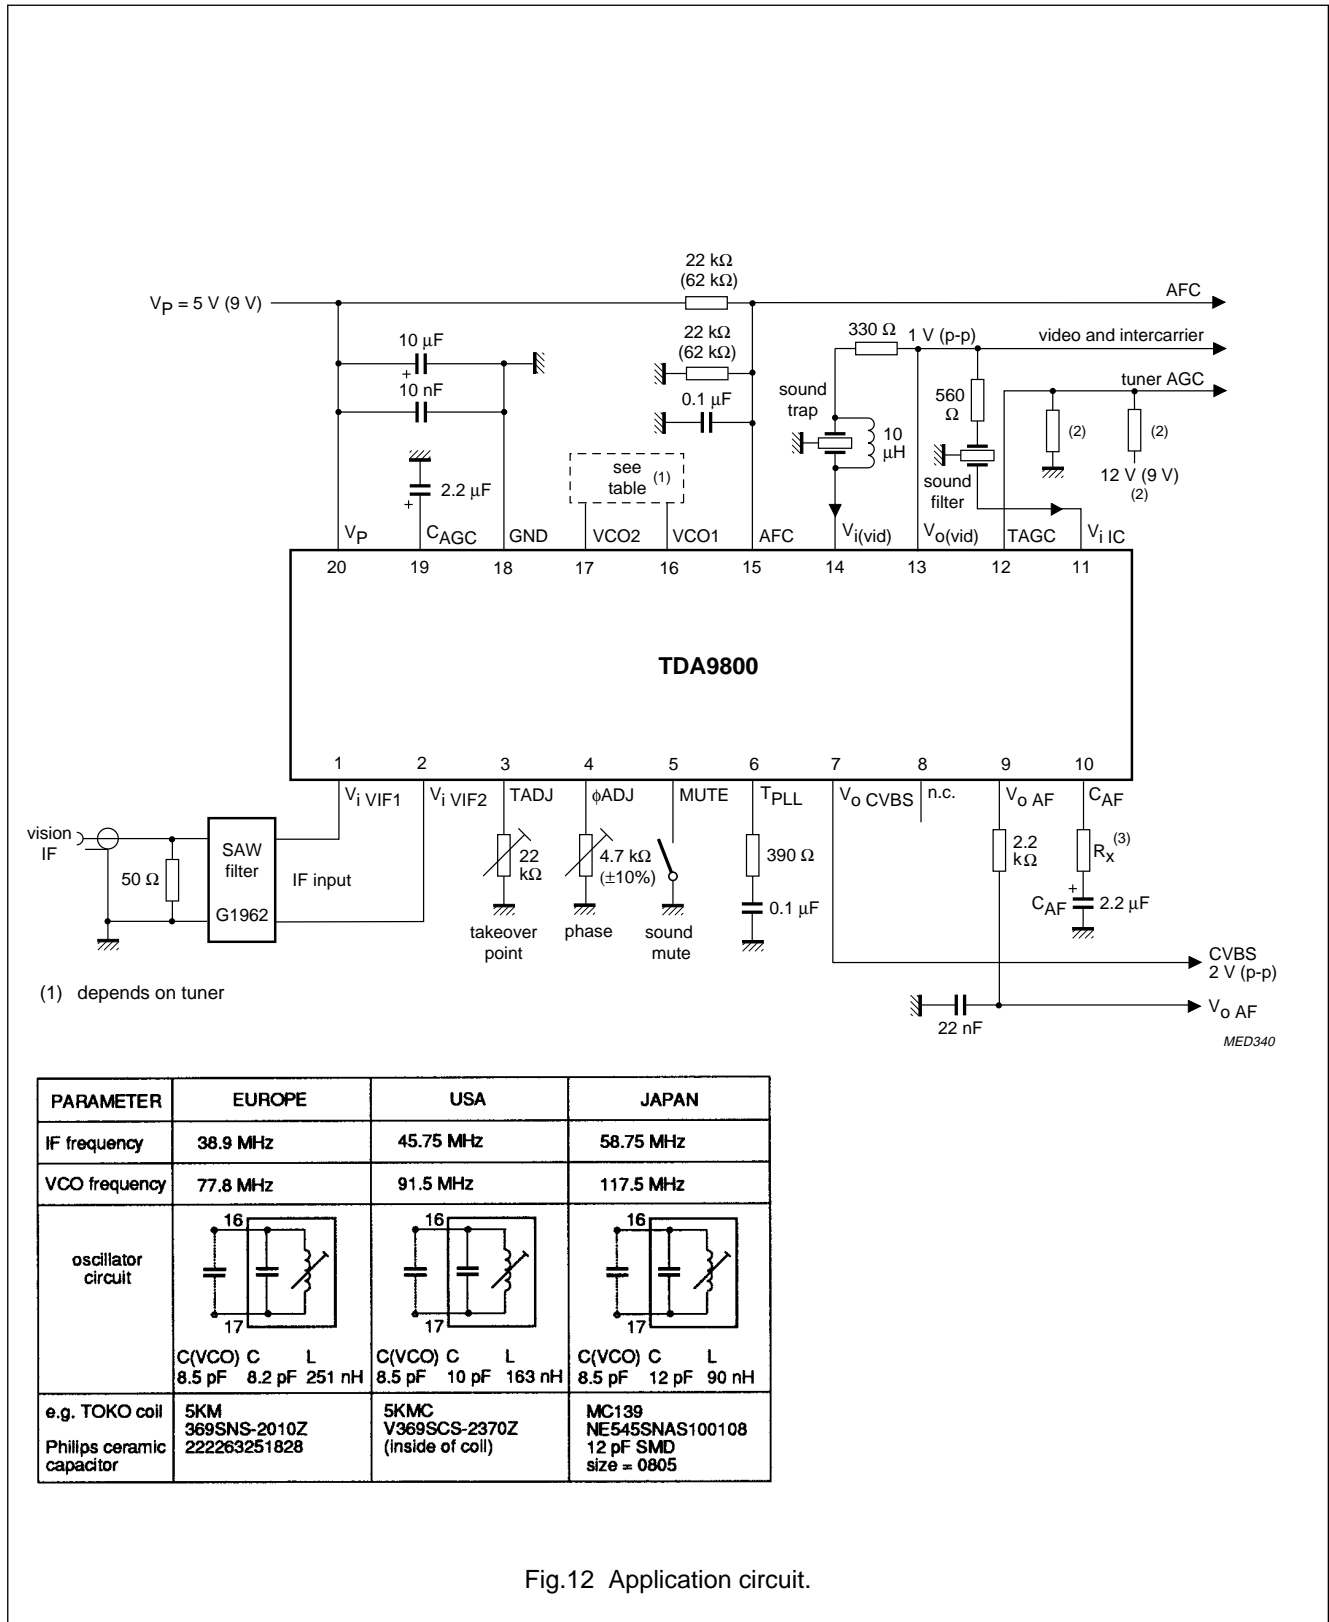 22 kΩ
(62 kΩ)
VP = 5 V (9 V)
AFC
22 kΩ
(62 kΩ)
330 Ω
1 V (p-p)
video and intercarrier
10 µF
+
10 nF
tuner AGC
sound
trap
560
Ω
0.1 µF
10
µH
(2)
(2)
see
table (1)
2.2 µF
+
sound
filter
12 V (9 V)
(2)
VP
CAGC
GND
VCO2
VCO1
AFC
Vi(vid)
Vo(vid)
TAGC
Vi IC
20 19 18 17 16 15 14 13 12 11
TDA9800
1 2 3 4 5 6 7 8 9 10
Vi VIF1
Vi VIF2
TADJ
ϕADJ
MUTE
TPLL
Vo CVBS
n.c.
Vo AF
CAF
vision
IF
50 Ω
SAW
filter
G1962
IF input
22
kΩ
4.7 kΩ
(±10%)
390 Ω
2.2
kΩ
Rx (3)
0.1 µF
CAF
+
2.2 µF
takeover
point
phase
sound
mute
CVBS
2 V (p-p)
(1) depends on tuner
22 nF
Vo AF
MED340
PARAMETER EUROPE USA JAPAN
IF frequency 38.9 MHz 45.75 MHz 58.75 MHz
VCO frequency 77.8 MHz 91.5 MHz 117.5 MHz
oscillator
circuit
16 16 16
17 17 17
C(VCO) C L C(VCO) C L C(VCO) C L
8.5 pF 8.2 pF 251 nH 8.5 pF 10 pF 163 nH 8.5 pF 12 pF 90 nH
e.g. TOKO coil 5KM 5KMC MC139
369SNS-2010Z V369SCS-2370Z NE545SNAS100108
Philips ceramic 222263251828 (inside of coil) 12 pF SMD
capacitor size = 0805
Fig.12 Application circuit.